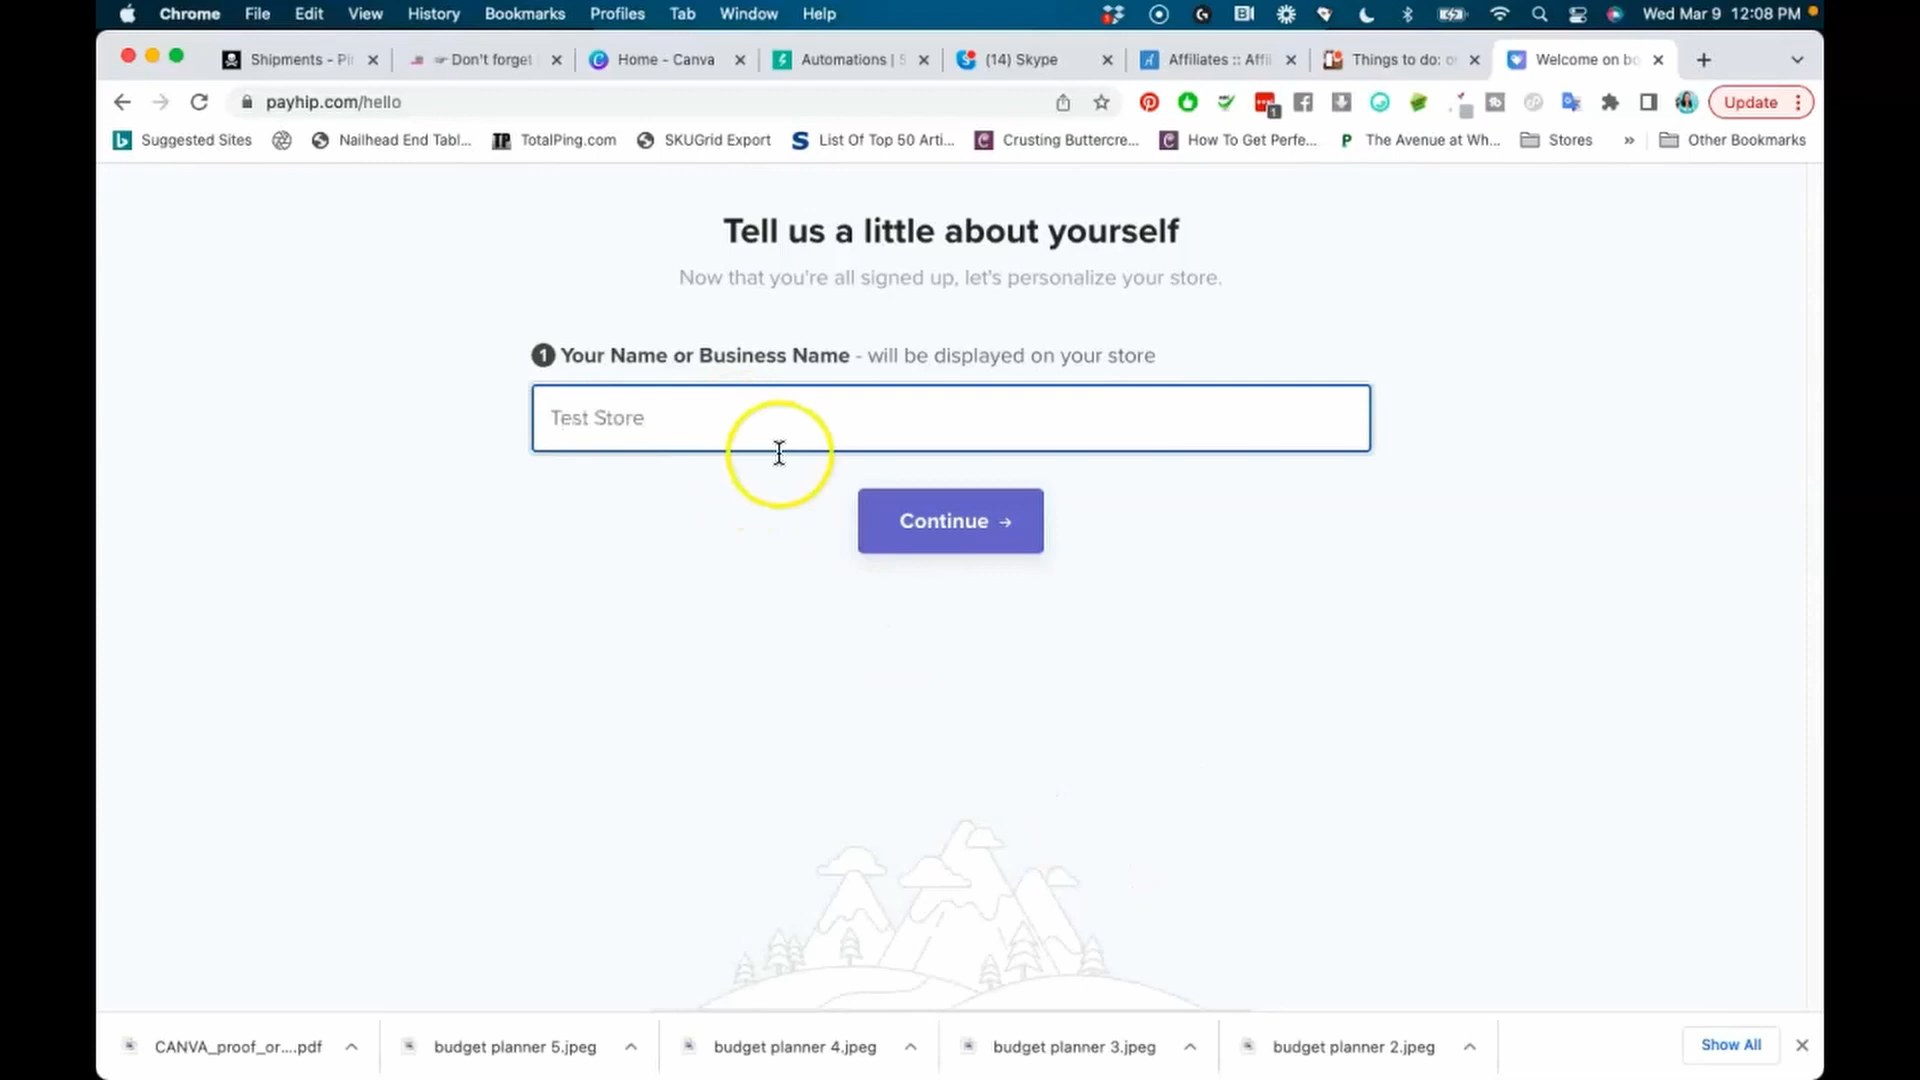 Chrome File Edit View History Bookmarks Profiles Tab Window Help Wed Mar 9 12:08 PM
Shipments - Pi Don't forget Home - Canva Automations | S (14) Skype Affiliates :: Affil Things to do: o Welcome on bo
payhip.com/hello Update
Suggested Sites Nailhead End Tabl... TotalPing.com SKUGrid Export List Of Top 50 Arti... Crusting Buttercre... How To Get Perfe... The Avenue at Wh... Stores » Other Bookmarks
Tell us a little about yourself
Now that you're all signed up, let's personalize your store.
1 Your Name or Business Name - will be displayed on your store
Test Store
Continue →
CANVA_proof_or....pdf budget planner 5.jpeg budget planner 4.jpeg budget planner 3.jpeg budget planner 2.jpeg Show All